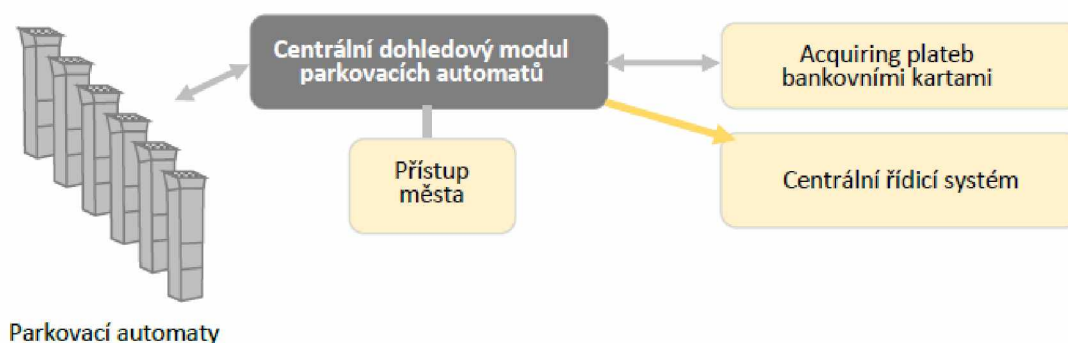 Centrální dohledový modul
parkovacích automatů
Acquiring plateb
bankovními kartami
Přístup
města
Centrální řídicí systém
Parkovací automaty